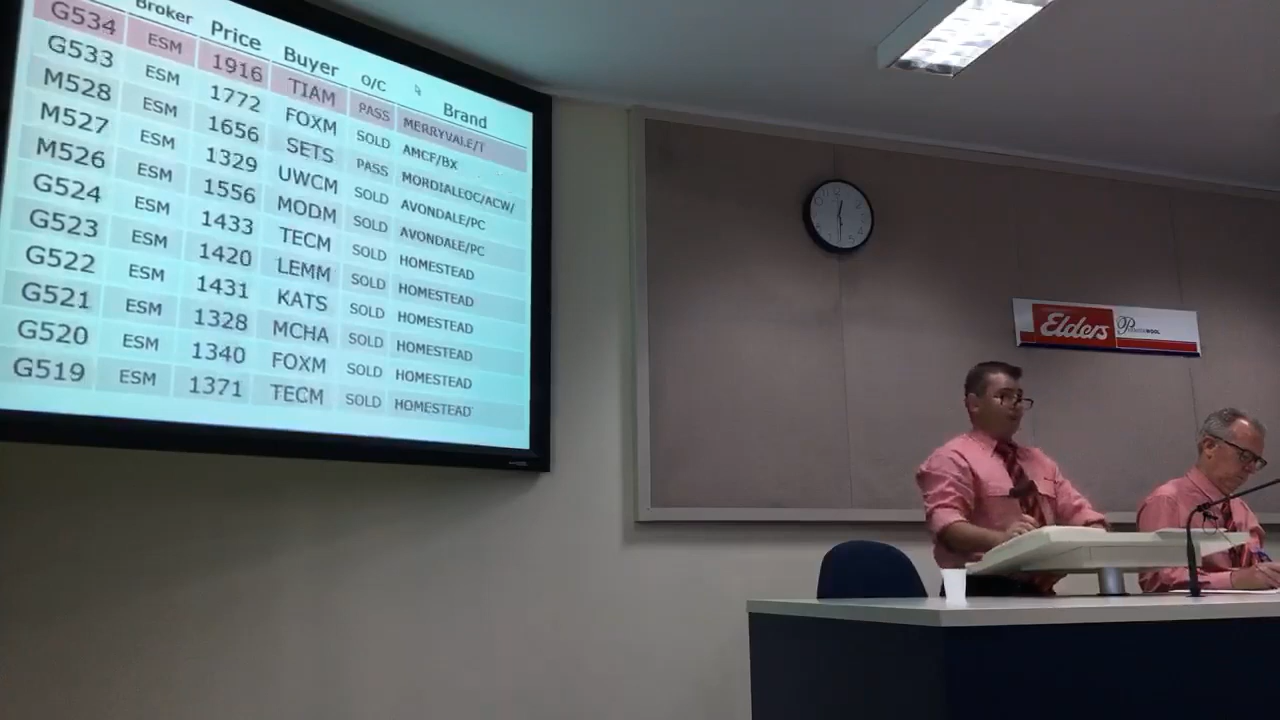 Broker Price Buyer O/C Brand
G534 ESM 1916 TIAM PASS MERRYVALE/T
G533 ESM 1772 FOXM SOLD AMCF/BX
M528 ESM 1656 SETS PASS MORDIALEOC/ACW/
M527 ESM 1329 UWCM SOLD AVONDALE/PC
M526 ESM 1556 MODM SOLD AVONDALE/PC
G524 ESM 1433 TECM SOLD HOMESTEAD
G523 ESM 1420 LEMM SOLD HOMESTEAD
G522 ESM 1431 KATS SOLD HOMESTEAD
G521 ESM 1328 MCHA SOLD HOMESTEAD
G520 ESM 1340 FOXM SOLD HOMESTEAD
G519 ESM 1371 TECM SOLD HOMESTEAD
Elders
WOOL